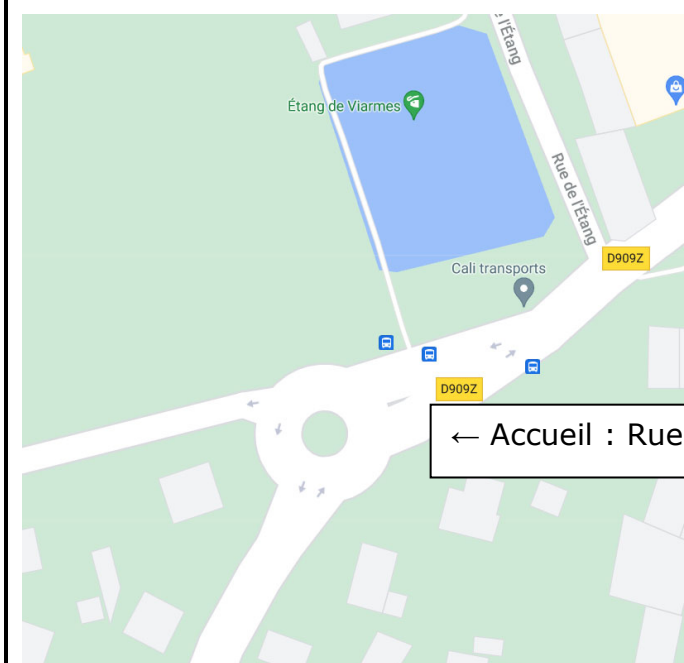 l'Étang
Étang de Viarmes
Rue de l'Étang
D909Z
Cali transports
D909Z
← Accueil : Rue